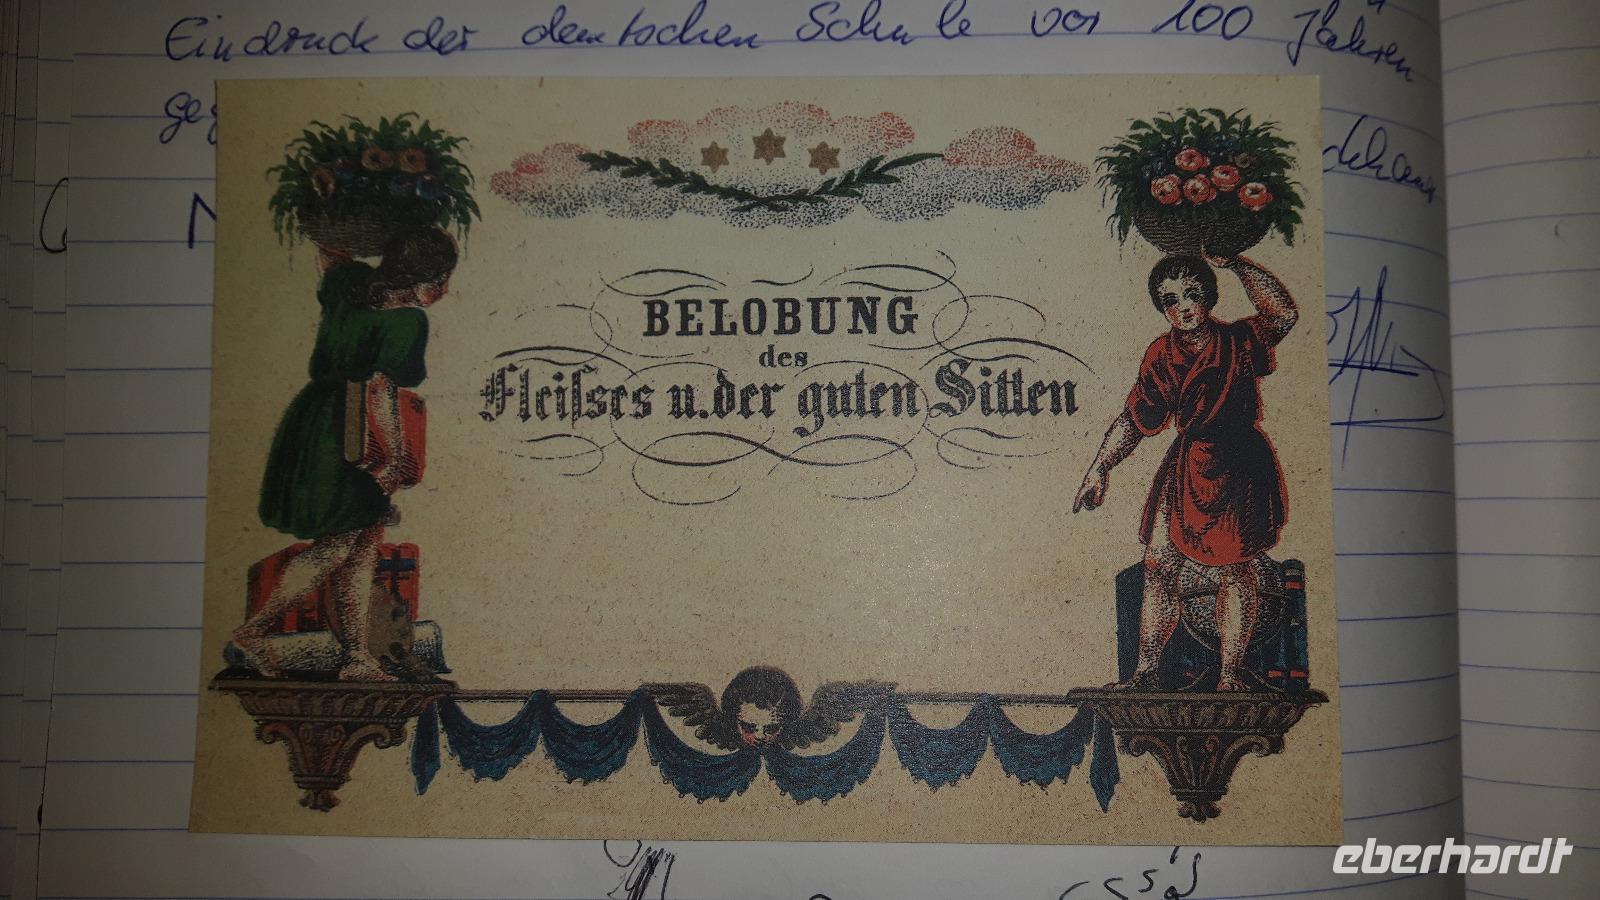 Eindruck der deutschen Schule vor 100 Jahren
BELOBUNG
des
Fleiſses u. der guten Sitten
eberhardt